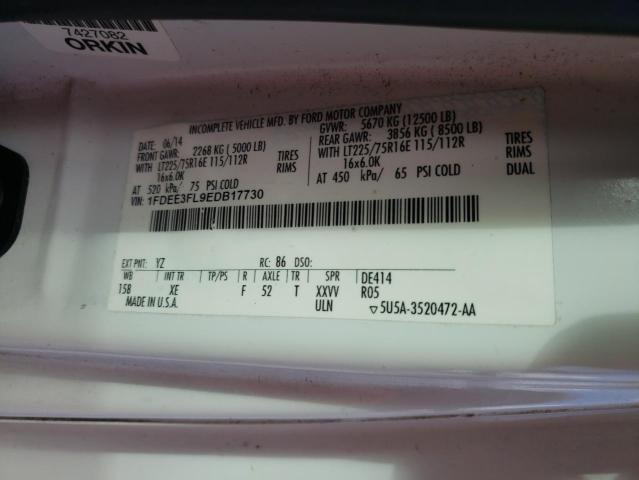 7427082
ORKIN
INCOMPLETE VEHICLE MFD. BY FORD MOTOR COMPANY
06/14 GVWR: 5670 KG (12500 LB)
FRONT GAWR: 2268 KG ( 5000 LB) REAR GAWR: 3856 KG ( 8500 LB)
WITH LT225/75R16E 115/112R TIRES WITH LT225/75R16E 115/112R TIRES
16x6.0K RIMS 16x6.0K RIMS
AT 520 kPa/ 75 PSI COLD AT 450 kPa/ 65 PSI COLD DUAL
VIN: 1FDEE3FL9EDB17730
EXT PNT: YZ RC: 86 DSO:
WB INT TR TP/PS R AXLE TR SPR DE414
158 XE F 52 T XXVV R05
MADE IN U.S.A. ULN ▽5U5A-3520472-AA